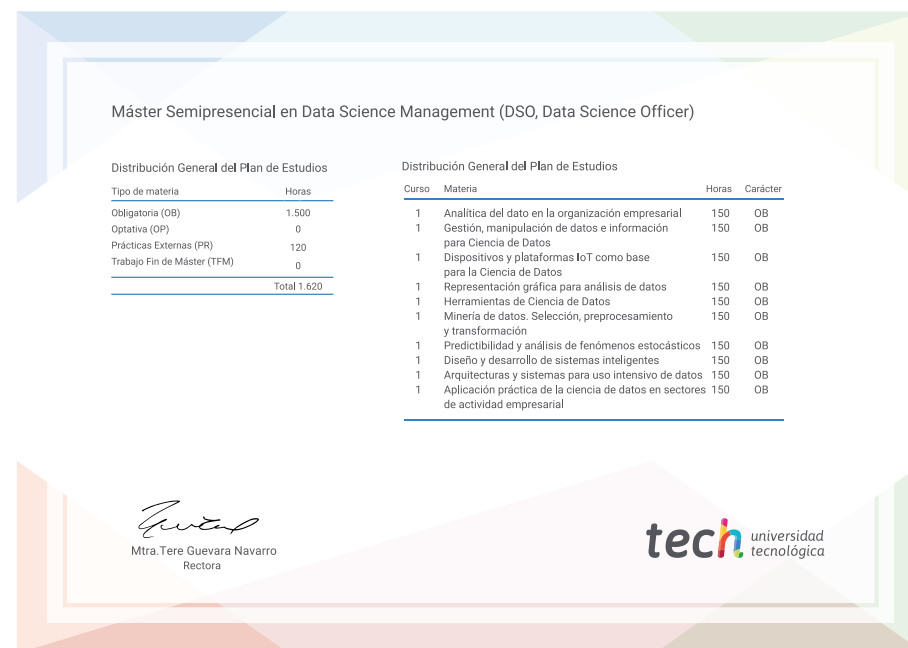 Máster Semipresencial en Data Science Management (DSO, Data Science Officer)
Distribución General del Plan de Estudios
Tipo de materia Horas
Obligatoria (OB) 1.500
Optativa (OP) 0
Prácticas Externas (PR) 120
Trabajo Fin de Máster (TFM) 0
Total 1.620
Distribución General del Plan de Estudios
Curso Materia Horas Carácter
1 Analítica del dato en la organización empresarial 150 OB
1 Gestión, manipulación de datos e información 150 OB
para Ciencia de Datos
1 Dispositivos y plataformas IoT como base 150 OB
para la Ciencia de Datos
1 Representación gráfica para análisis de datos 150 OB
1 Herramientas de Ciencia de Datos 150 OB
1 Minería de datos. Selección, preprocesamiento 150 OB
y transformación
1 Predictibilidad y análisis de fenómenos estocásticos 150 OB
1 Diseño y desarrollo de sistemas inteligentes 150 OB
1 Arquitecturas y sistemas para uso intensivo de datos 150 OB
1 Aplicación práctica de la ciencia de datos en sectores 150 OB
de actividad empresarial
Mtra.Tere Guevara Navarro
Rectora
tech universidad
tecnológica